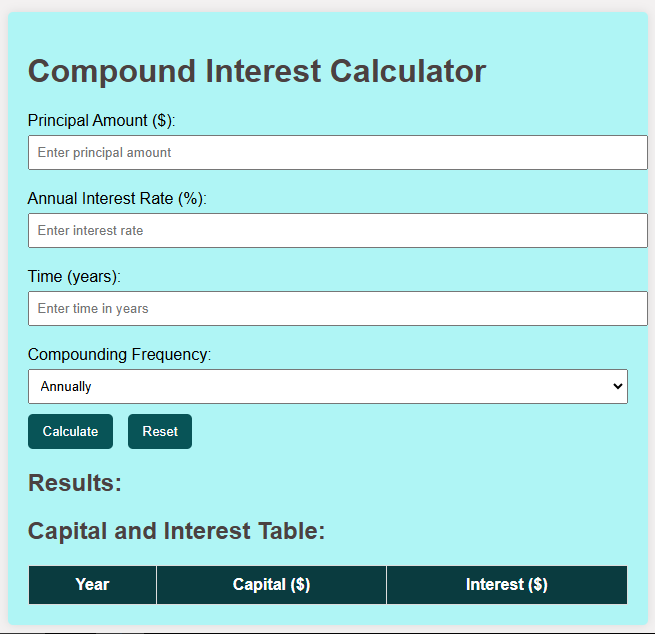 Compound Interest Calculator
Principal Amount ($):
Enter principal amount
Annual Interest Rate (%):
Enter interest rate
Time (years):
Enter time in years
Compounding Frequency:
Annually
Calculate Reset
Results:
Capital and Interest Table:
Year Capital ($) Interest ($)